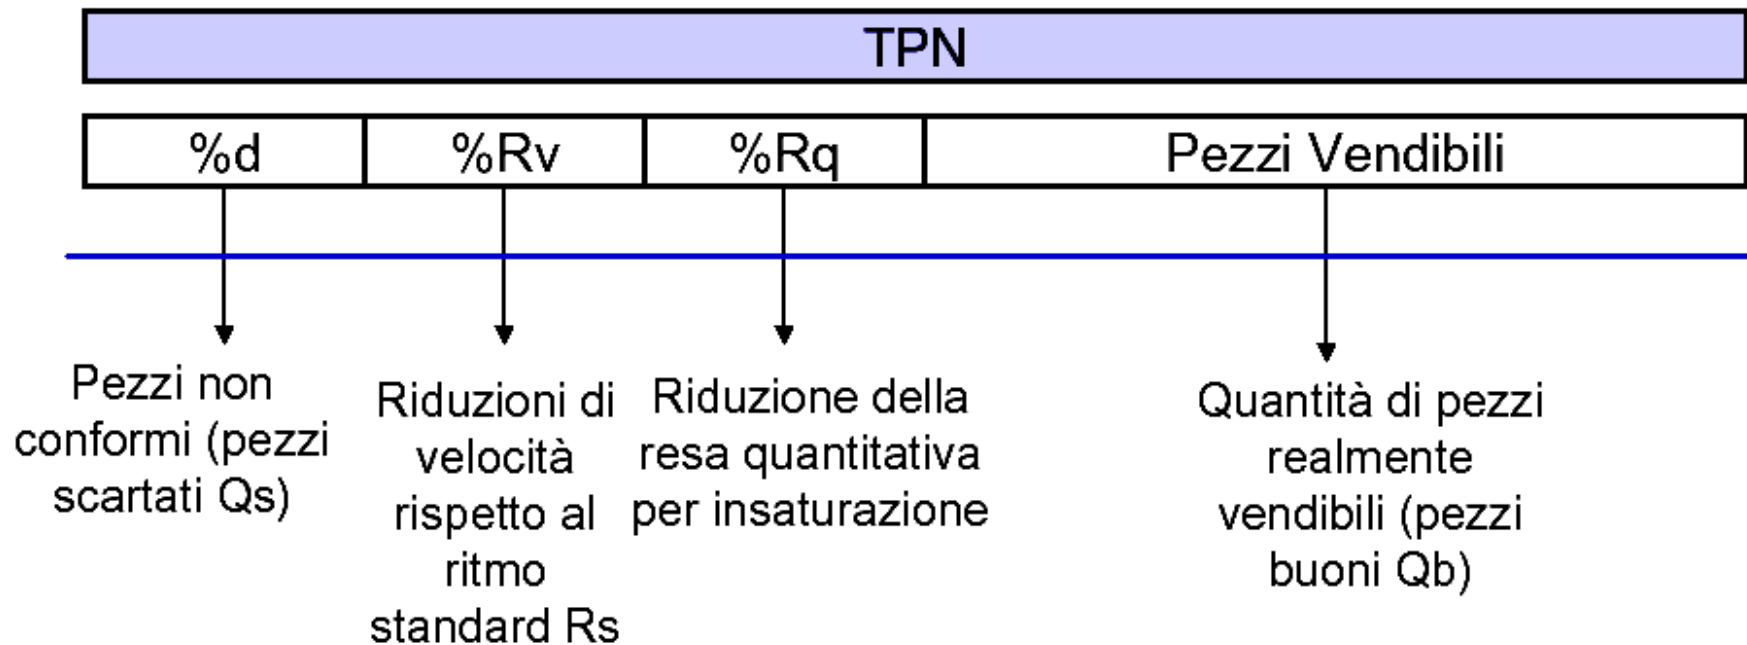 TPN
%d
%Rv
%Rq
Pezzi Vendibili
Pezzi non
conformi (pezzi
scartati Qs)
Riduzioni di
velocità
rispetto al
ritmo
standard Rs
Riduzione della
resa quantitativa
per insaturazione
Quantità di pezzi
realmente
vendibili (pezzi
buoni Qb)